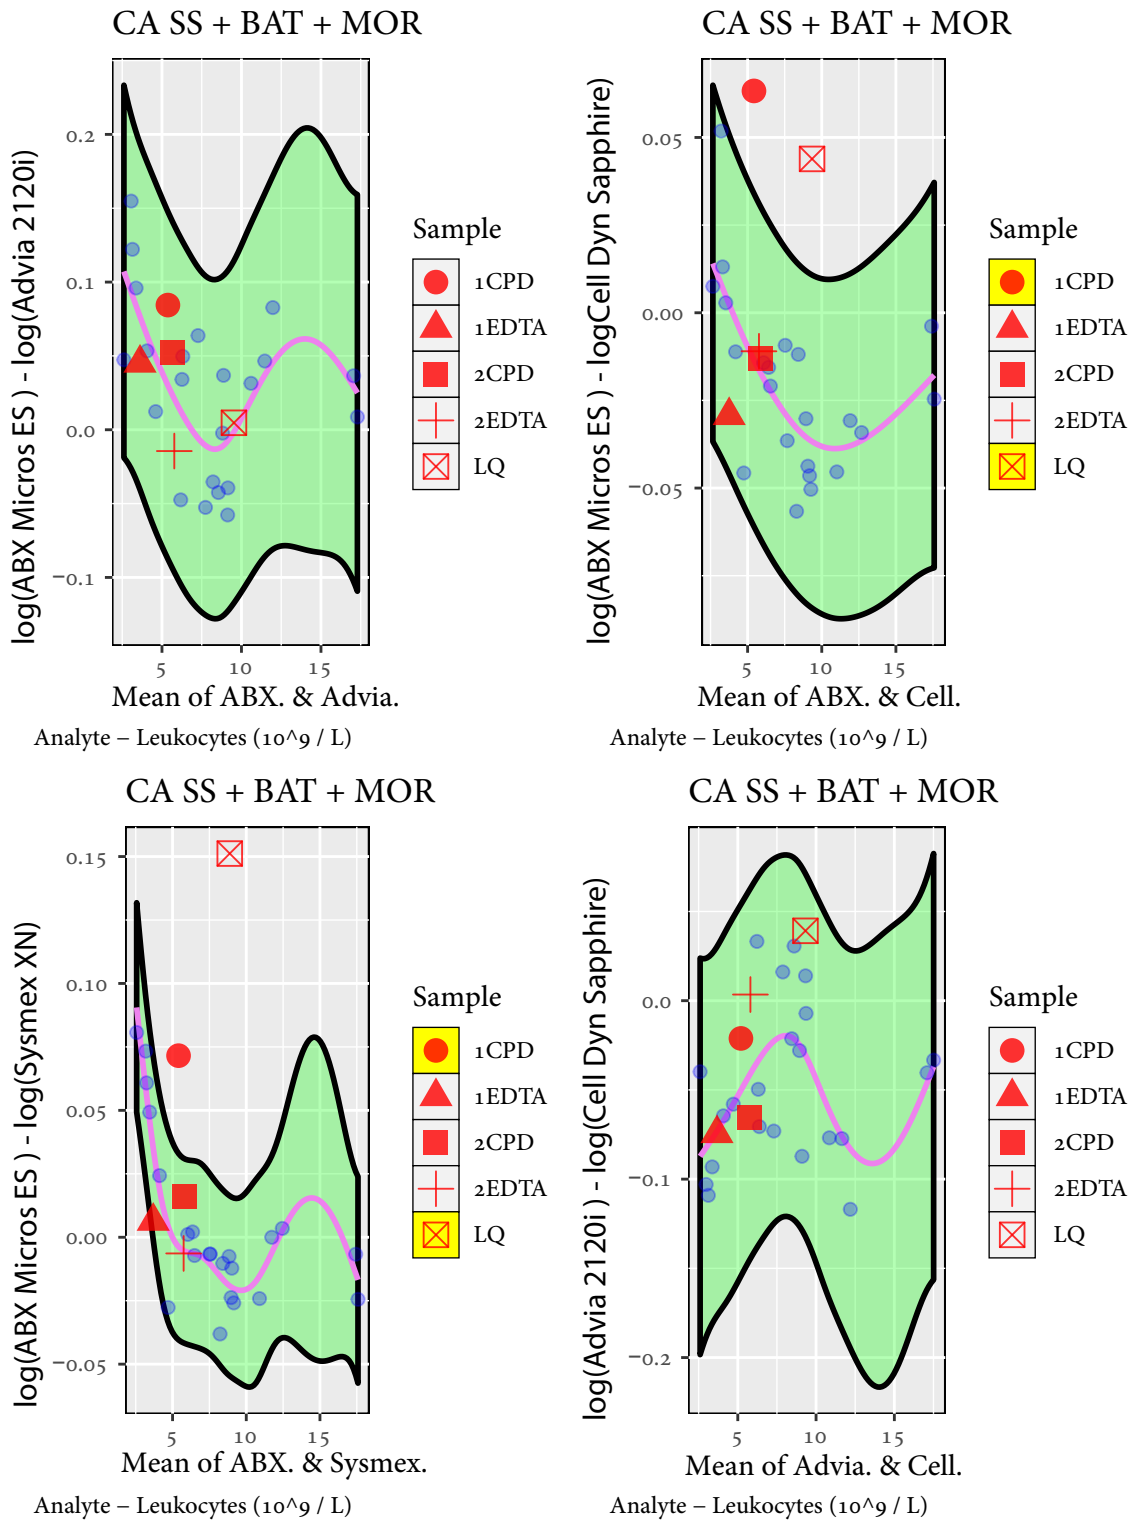 CA SS + BAT + MOR
log(ABX Micros ES ) - log(Advia 2120i)
0.2
0.1
0.0
−0.1
5 10 15
Mean of ABX. & Advia.
Analyte – Leukocytes (10^9 / L)
Sample
1CPD
1EDTA
2CPD
2EDTA
LQ
CA SS + BAT + MOR
log(ABX Micros ES ) - logCell Dyn Sapphire)
0.05
0.00
−0.05
5 10 15
Mean of ABX. & Cell.
Analyte – Leukocytes (10^9 / L)
Sample
1CPD
1EDTA
2CPD
2EDTA
LQ
CA SS + BAT + MOR
log(ABX Micros ES ) - log(Sysmex XN)
0.15
0.10
0.05
0.00
−0.05
5 10 15
Mean of ABX. & Sysmex.
Analyte – Leukocytes (10^9 / L)
Sample
1CPD
1EDTA
2CPD
2EDTA
LQ
CA SS + BAT + MOR
log(Advia 2120i ) - log(Cell Dyn Sapphire)
0.0
−0.1
−0.2
5 10 15
Mean of Advia. & Cell.
Analyte – Leukocytes (10^9 / L)
Sample
1CPD
1EDTA
2CPD
2EDTA
LQ